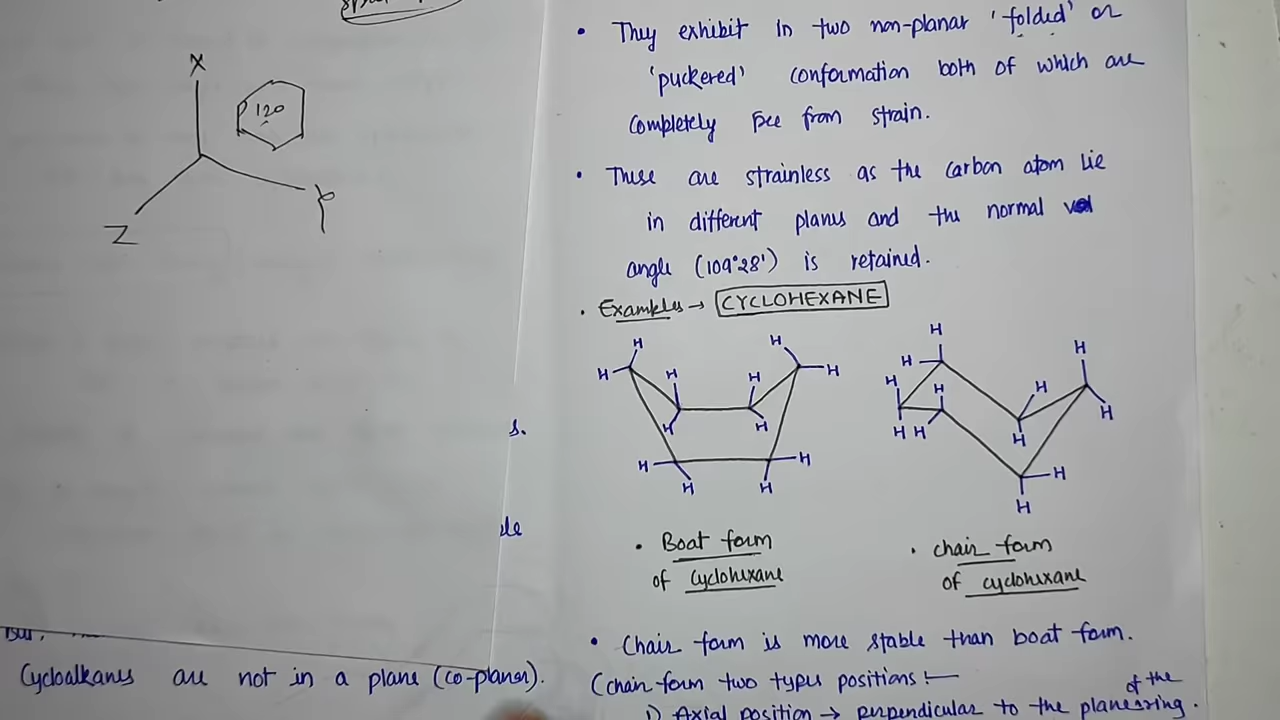 X
120
Z
y
s.
le
Cycloalkanes are not in a plane (co-planar).
• They exhibit in two non-planar 'folded' or
'puckered' conformation both of which are
completely free from strain.
• These are strainless as the carbon atom lie
in different planes and the normal
angle (109°28') is retained.
• Examples → CYCLOHEXANE
H H H H H H H H H H H H
H H H H H H H H H H H H
• Boat form
of cyclohexane
• chair form
of cyclohexane
• Chair form is more stable than boat form.
(chair form two types positions :—
1) Axial position → perpendicular to the plane of the ring.